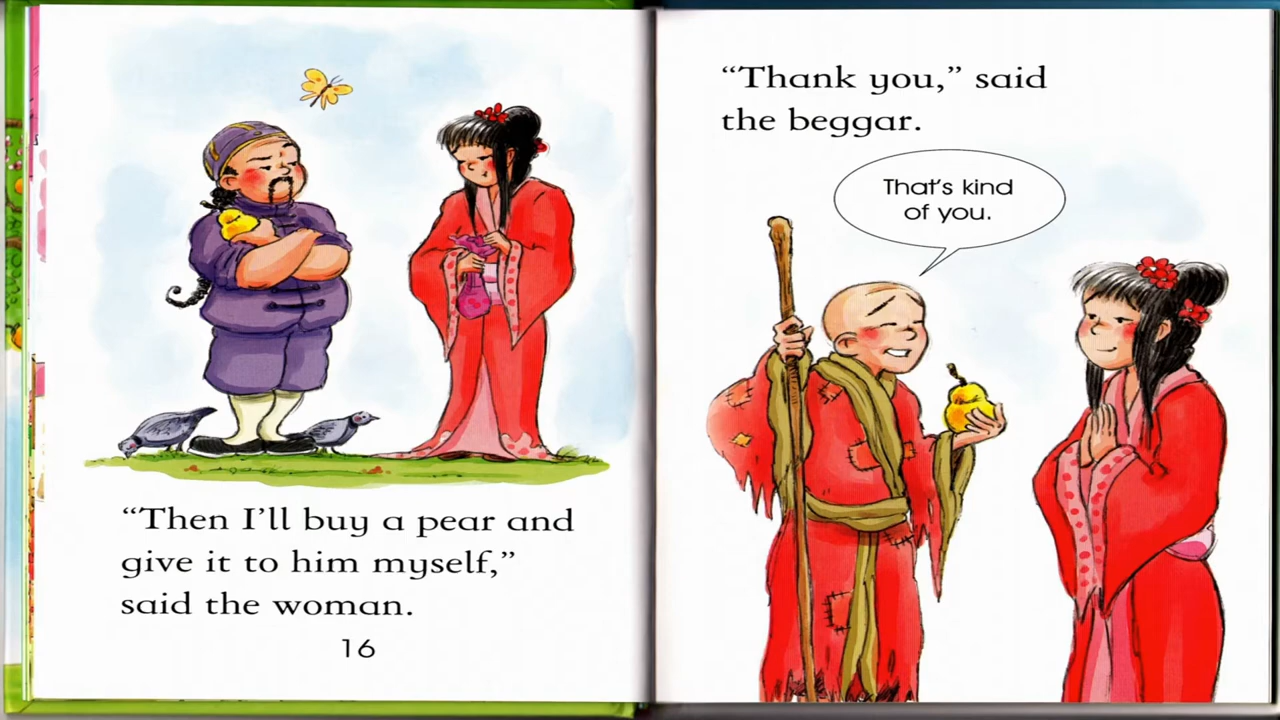 “Then I’ll buy a pear and
give it to him myself,”
said the woman.
16
“Thank you,” said
the beggar.
That’s kind
of you.